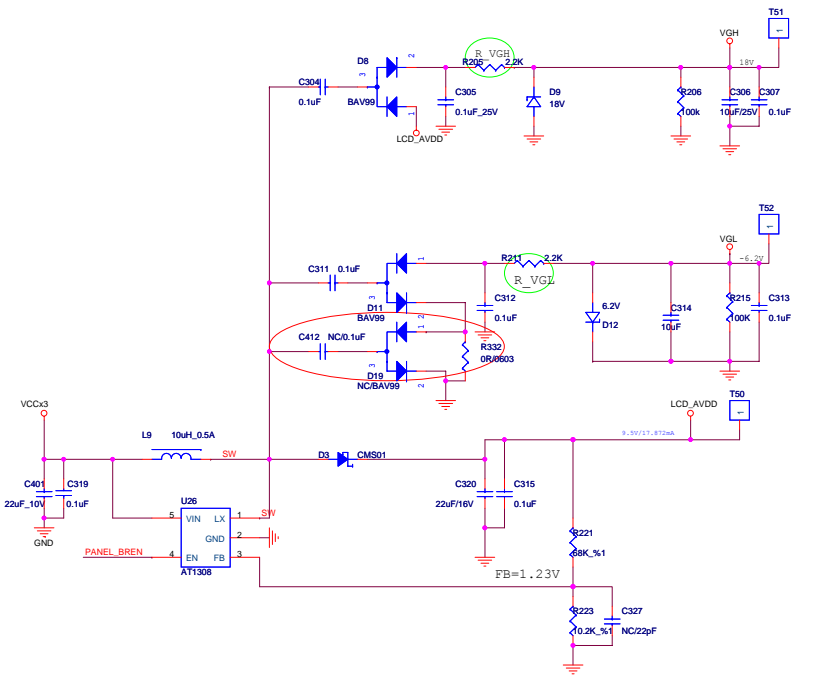 T51
1
VGH
R_VGH
R205
2.2K
18V
D8
2
3
C304
0.1uF
BAV99
1
LCD_AVDD
C305
0.1uF_25V
D9
18V
R206
100k
C306
10uF/25V
C307
0.1uF
T52
1
VGL
-6.2V
R211
2.2K
R_VGL
C311
0.1uF
1
3
2
D11
BAV99
C312
0.1uF
6.2V
D12
C314
10uF
R215
100K
C313
0.1uF
C412
NC/0.1uF
1
3
2
D19
NC/BAV99
R332
0R/0603
T50
1
LCD_AVDD
9.5V/17.872mA
VCCx3
L9
10uH_0.5A
SW
D3
CMS01
C401
22uF_10V
C319
0.1uF
GND
U26
5
VIN
LX
1
SW
GND
2
PANEL_BREN
4
EN
FB
3
AT1308
C320
22uF/16V
C315
0.1uF
R221
68K_%1
FB=1.23V
R223
10.2K_%1
C327
NC/22pF